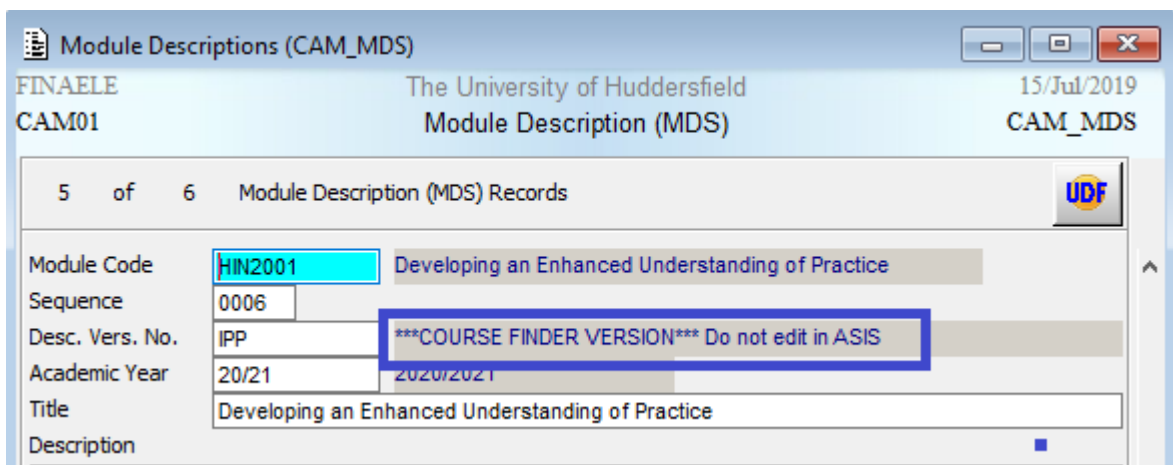 Module Descriptions (CAM_MDS)
FINAELE The University of Huddersfield 15/Jul/2019
CAM01 Module Description (MDS) CAM_MDS
5 of 6 Module Description (MDS) Records UDF
Module Code HIN2001 Developing an Enhanced Understanding of Practice
Sequence 0006
Desc. Vers. No. IPP ***COURSE FINDER VERSION*** Do not edit in ASIS
Academic Year 20/21 2020/2021
Title Developing an Enhanced Understanding of Practice
Description